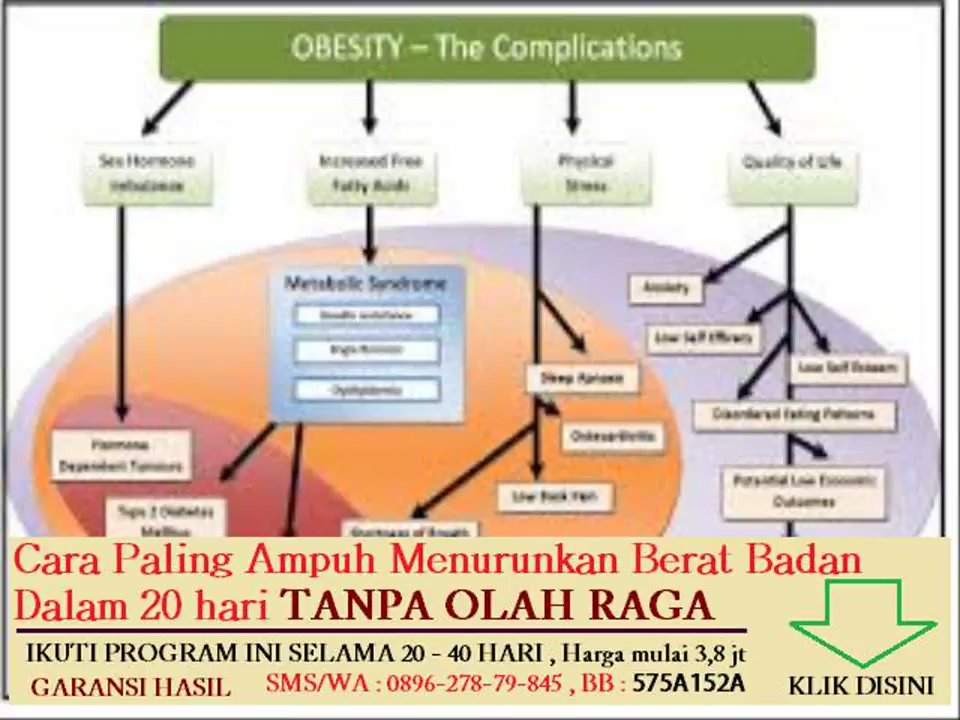 OBESITY – The Complications
Sex Hormone
Imbalance
Increased Free
Fatty Acids
Physical
Stress
Quality of Life
Metabolic Syndrome
Anxiety
Low Self Efficacy
Low Self Esteem
Sleep Apnoea
Disordered Eating Patterns
Osteoarthritis
Hormone
Dependent Tumours
Low Back Pain
Potential Low Economic
Outcomes
Type 2 Diabetes
Mellitus
Shortness of Breath
Cara Paling Ampuh Menurunkan Berat Badan
Dalam 20 hari TANPA OLAH RAGA
IKUTI PROGRAM INI SELAMA 20 - 40 HARI , Harga mulai 3,8 jt
GARANSI HASIL SMS/WA : 0896-278-79-845 , BB : 575A152A
KLIK DISINI